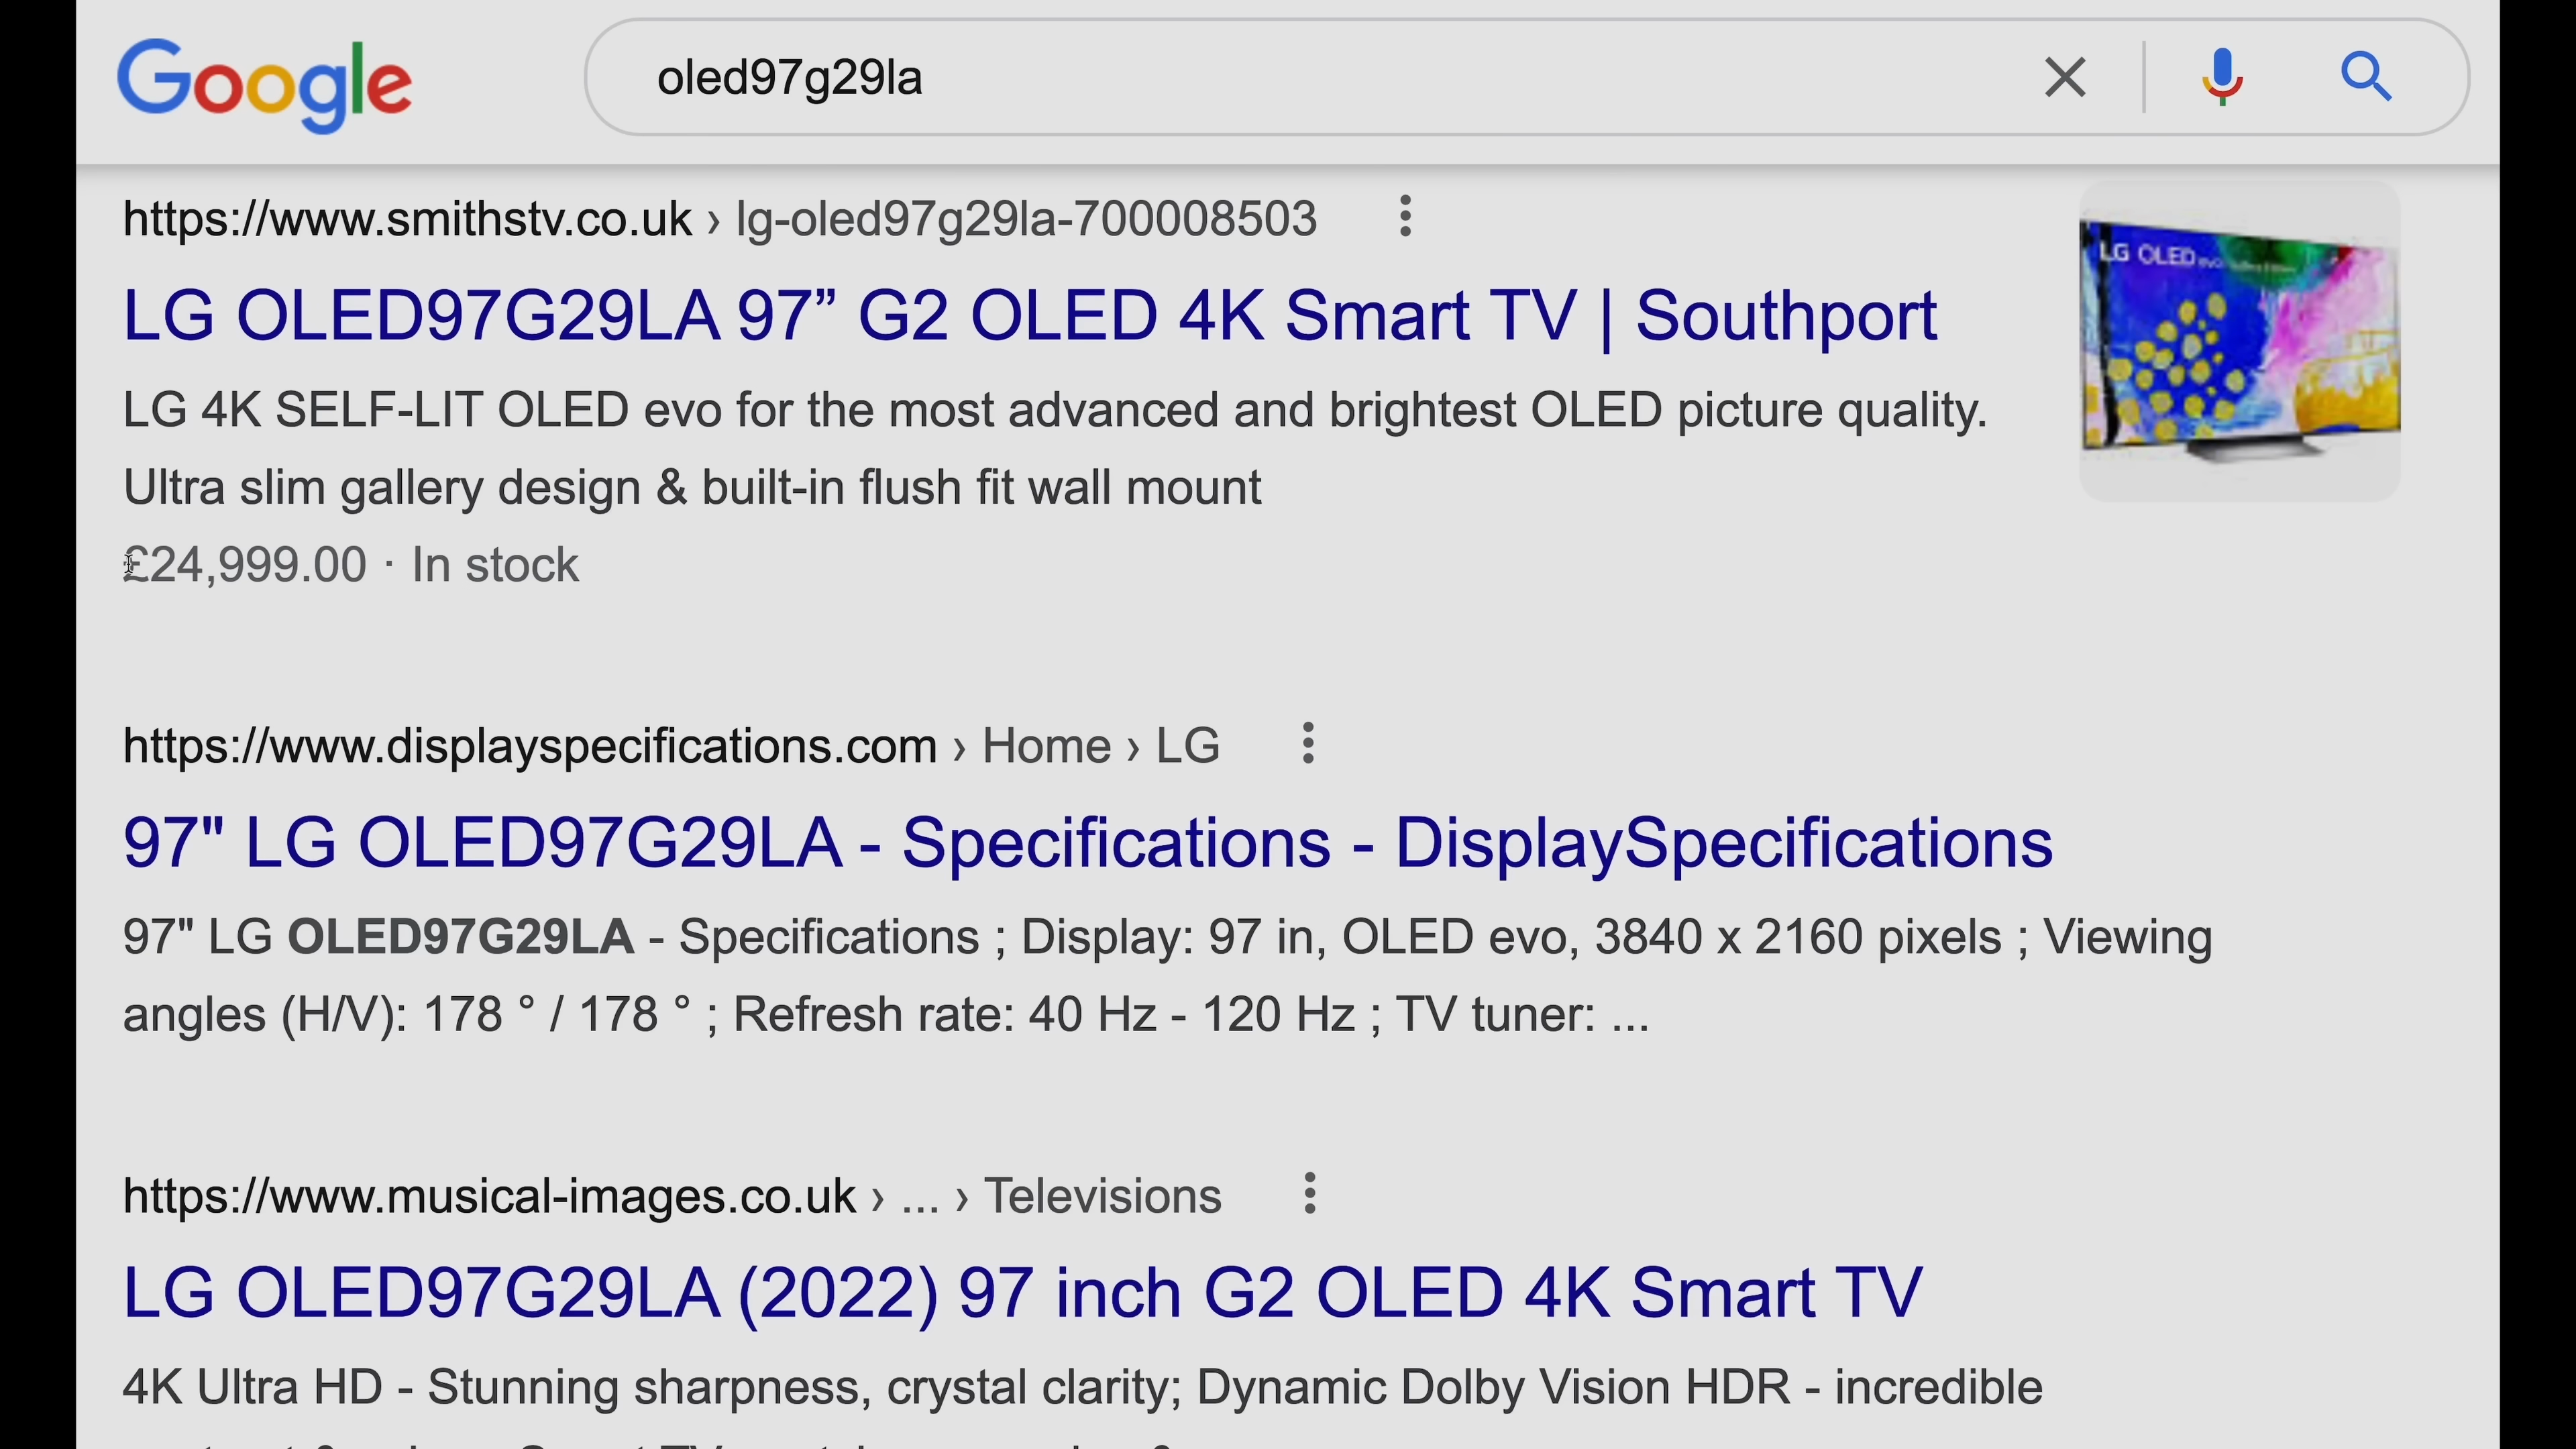 Google
oled97g29la
https://www.smithstv.co.uk › lg-oled97g29la-700008503
LG OLED97G29LA 97” G2 OLED 4K Smart TV | Southport
LG OLED evo
LG 4K SELF-LIT OLED evo for the most advanced and brightest OLED picture quality.
Ultra slim gallery design & built-in flush fit wall mount
£24,999.00 · In stock
https://www.displayspecifications.com › Home › LG
97" LG OLED97G29LA - Specifications - DisplaySpecifications
97" LG OLED97G29LA - Specifications ; Display: 97 in, OLED evo, 3840 x 2160 pixels ; Viewing
angles (H/V): 178 ° / 178 ° ; Refresh rate: 40 Hz - 120 Hz ; TV tuner: ...
https://www.musical-images.co.uk › ... › Televisions
LG OLED97G29LA (2022) 97 inch G2 OLED 4K Smart TV
4K Ultra HD - Stunning sharpness, crystal clarity; Dynamic Dolby Vision HDR - incredible